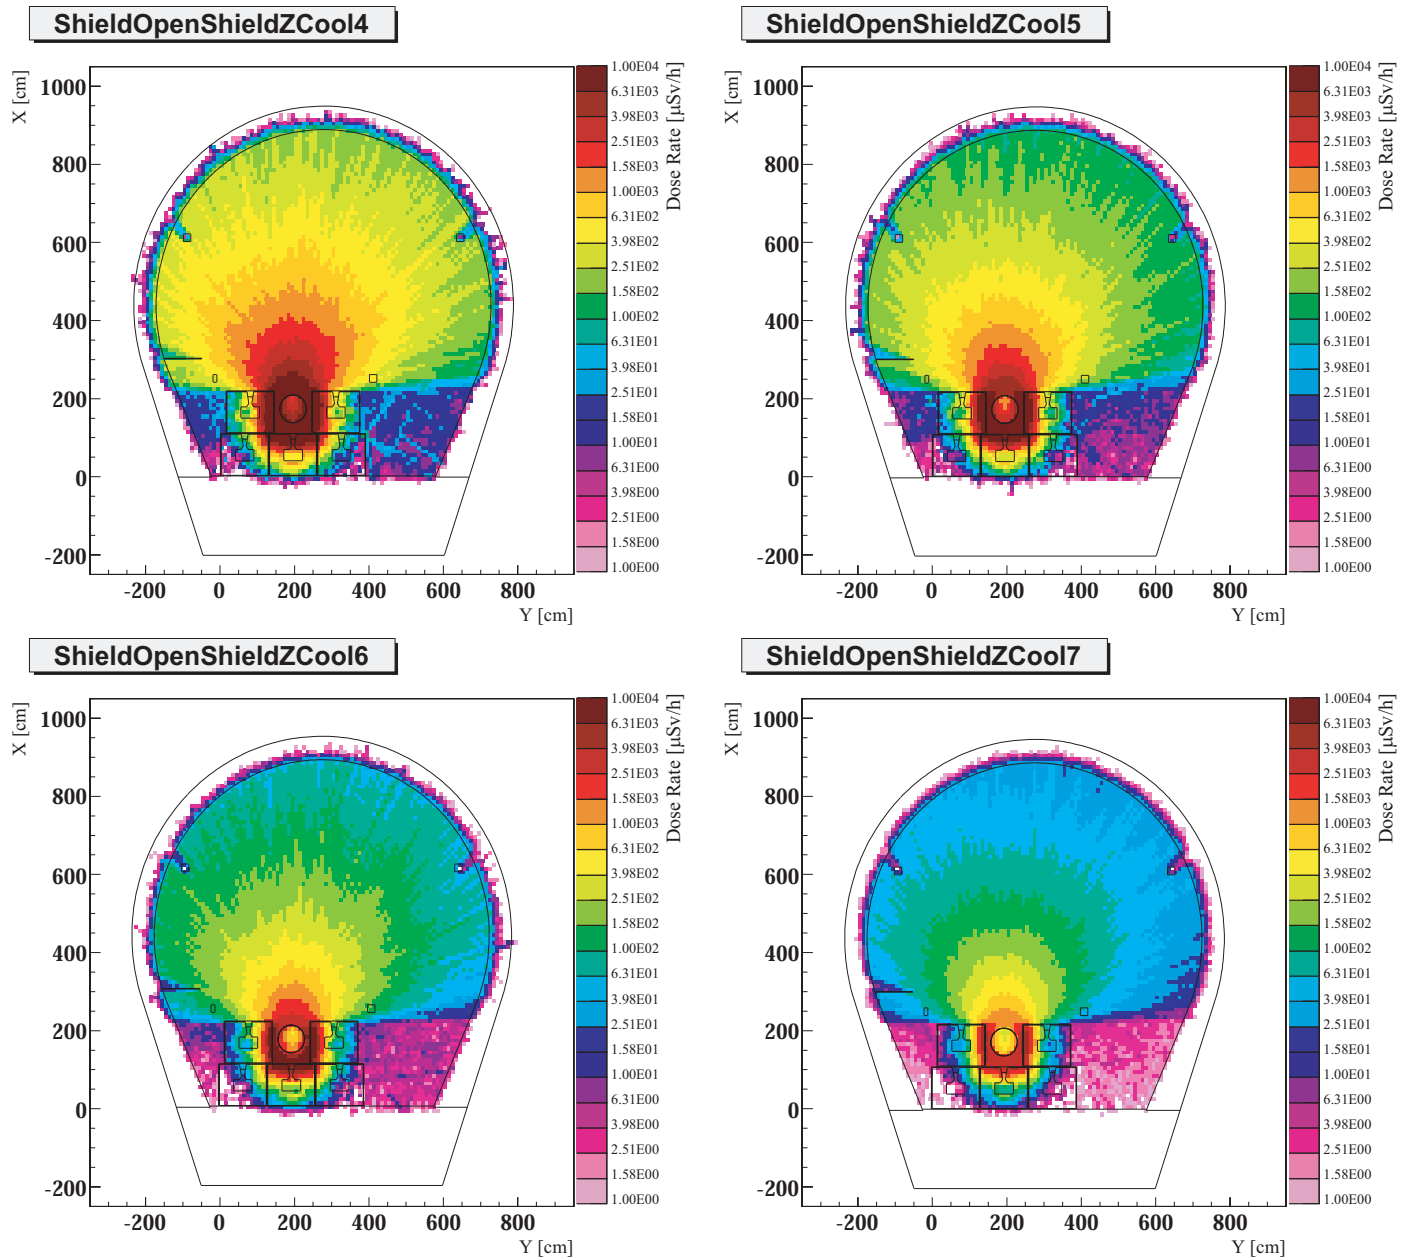 ShieldOpenShieldZCool4
X [cm]
1000
800
600
400
200
0
-200
-200 0 200 400 600 800
Y [cm]
1.00E04
6.31E03
3.98E03
2.51E03
1.58E03
1.00E03
6.31E02
3.98E02
2.51E02
1.58E02
1.00E02
6.31E01
3.98E01
2.51E01
1.58E01
1.00E01
6.31E00
3.98E00
2.51E00
1.58E00
1.00E00
Dose Rate [μSv/h]
ShieldOpenShieldZCool5
X [cm]
1000
800
600
400
200
0
-200
-200 0 200 400 600 800
Y [cm]
1.00E04
6.31E03
3.98E03
2.51E03
1.58E03
1.00E03
6.31E02
3.98E02
2.51E02
1.58E02
1.00E02
6.31E01
3.98E01
2.51E01
1.58E01
1.00E01
6.31E00
3.98E00
2.51E00
1.58E00
1.00E00
Dose Rate [μSv/h]
ShieldOpenShieldZCool6
X [cm]
1000
800
600
400
200
0
-200
-200 0 200 400 600 800
Y [cm]
1.00E04
6.31E03
3.98E03
2.51E03
1.58E03
1.00E03
6.31E02
3.98E02
2.51E02
1.58E02
1.00E02
6.31E01
3.98E01
2.51E01
1.58E01
1.00E01
6.31E00
3.98E00
2.51E00
1.58E00
1.00E00
Dose Rate [μSv/h]
ShieldOpenShieldZCool7
X [cm]
1000
800
600
400
200
0
-200
-200 0 200 400 600 800
Y [cm]
1.00E04
6.31E03
3.98E03
2.51E03
1.58E03
1.00E03
6.31E02
3.98E02
2.51E02
1.58E02
1.00E02
6.31E01
3.98E01
2.51E01
1.58E01
1.00E01
6.31E00
3.98E00
2.51E00
1.58E00
1.00E00
Dose Rate [μSv/h]